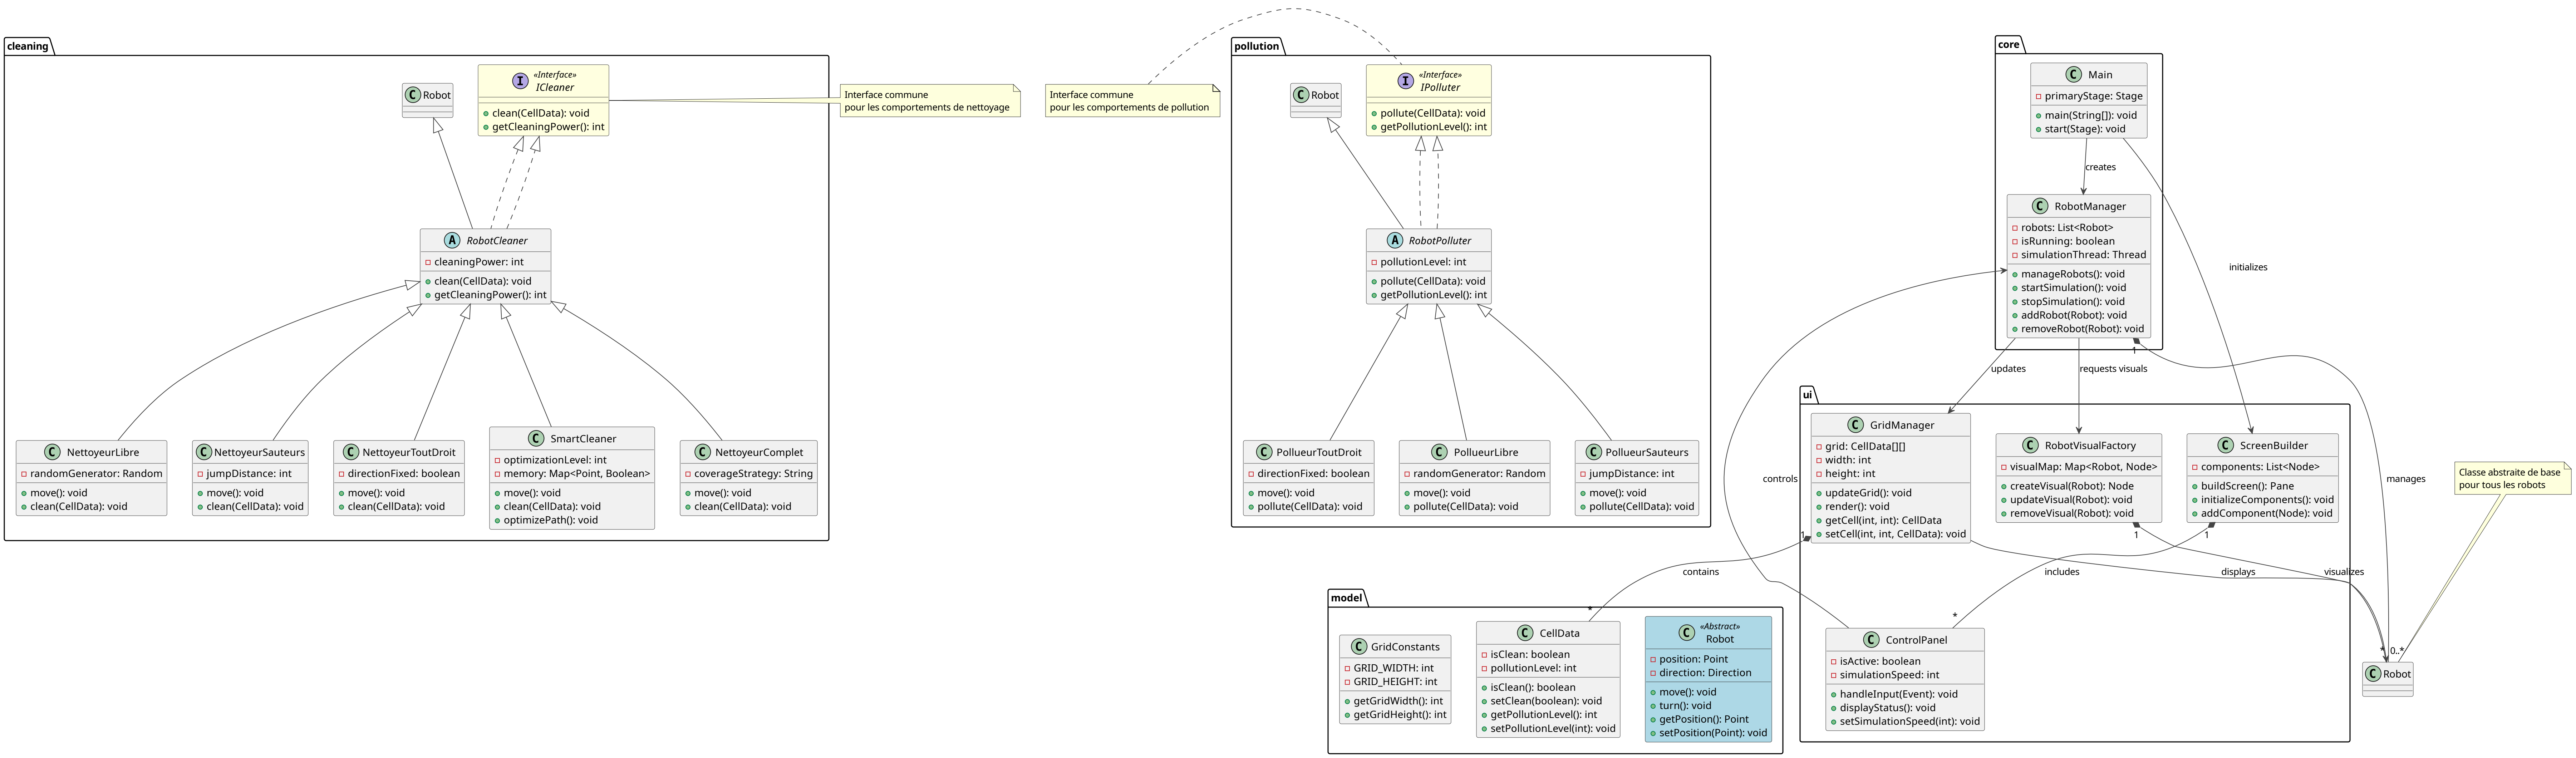 cleaning
Robot
«Interface»
ICleaner
clean(CellData): void
getCleaningPower(): int
Interface commune
pour les comportements de nettoyage
RobotCleaner
cleaningPower: int
clean(CellData): void
getCleaningPower(): int
NettoyeurLibre
randomGenerator: Random
move(): void
clean(CellData): void
NettoyeurSauteurs
jumpDistance: int
move(): void
clean(CellData): void
NettoyeurToutDroit
directionFixed: boolean
move(): void
clean(CellData): void
SmartCleaner
optimizationLevel: int
memory: Map<Point, Boolean>
move(): void
clean(CellData): void
optimizePath(): void
NettoyeurComplet
coverageStrategy: String
move(): void
clean(CellData): void
Interface commune
pour les comportements de pollution
pollution
Robot
«Interface»
IPolluter
pollute(CellData): void
getPollutionLevel(): int
RobotPolluter
pollutionLevel: int
pollute(CellData): void
getPollutionLevel(): int
PollueurToutDroit
directionFixed: boolean
move(): void
pollute(CellData): void
PollueurLibre
randomGenerator: Random
move(): void
pollute(CellData): void
PollueurSauteurs
jumpDistance: int
move(): void
pollute(CellData): void
core
Main
primaryStage: Stage
main(String[]): void
start(Stage): void
creates
initializes
RobotManager
robots: List<Robot>
isRunning: boolean
simulationThread: Thread
manageRobots(): void
startSimulation(): void
stopSimulation(): void
addRobot(Robot): void
removeRobot(Robot): void
1
updates
requests visuals
controls
manages
ui
GridManager
grid: CellData[][]
width: int
height: int
updateGrid(): void
render(): void
getCell(int, int): CellData
setCell(int, int, CellData): void
RobotVisualFactory
visualMap: Map<Robot, Node>
createVisual(Robot): Node
updateVisual(Robot): void
removeVisual(Robot): void
ScreenBuilder
components: List<Node>
buildScreen(): Pane
initializeComponents(): void
addComponent(Node): void
Classe abstraite de base
pour tous les robots
1
1
1
contains
includes
displays
visualizes
*
*
*
0..*
model
GridConstants
GRID_WIDTH: int
GRID_HEIGHT: int
getGridWidth(): int
getGridHeight(): int
CellData
isClean: boolean
pollutionLevel: int
isClean(): boolean
setClean(boolean): void
getPollutionLevel(): int
setPollutionLevel(int): void
«Abstract»
Robot
position: Point
direction: Direction
move(): void
turn(): void
getPosition(): Point
setPosition(Point): void
ControlPanel
isActive: boolean
simulationSpeed: int
handleInput(Event): void
displayStatus(): void
setSimulationSpeed(int): void
Robot